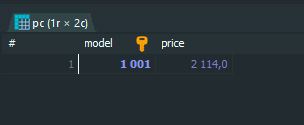 pc (1r × 2c)
# model price
1 1 001 2 114,0